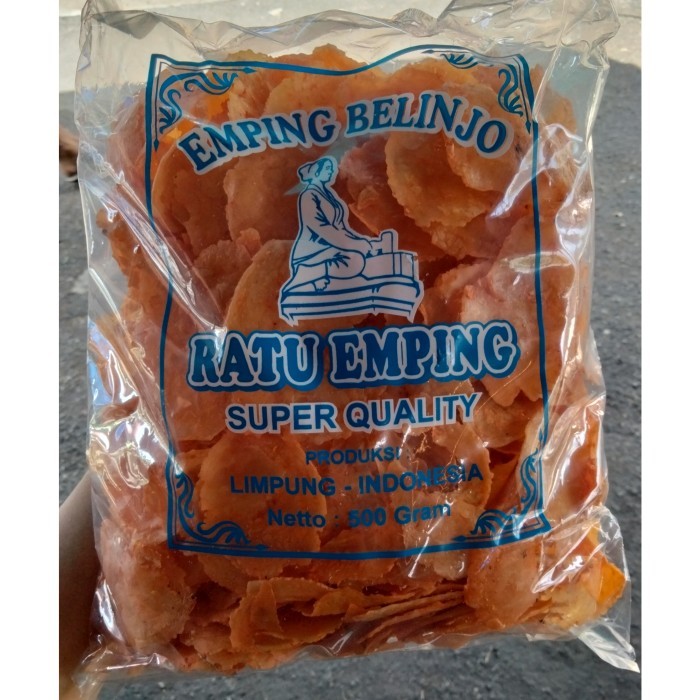 EMPING BELINJO
RATU EMPING
SUPER QUALITY
PRODUKSI :
LIMPUNG - INDONESIA
Netto : 500 Gram